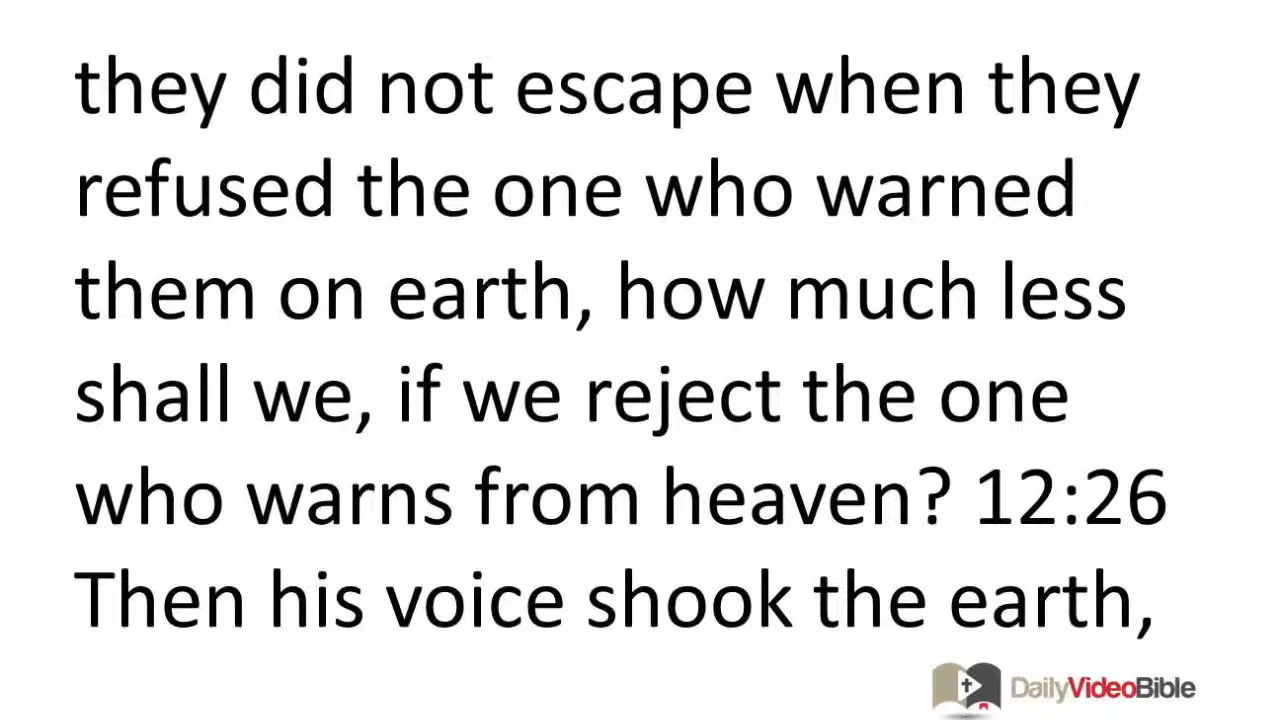 they did not escape when they
refused the one who warned
them on earth, how much less
shall we, if we reject the one
who warns from heaven? 12:26
Then his voice shook the earth,
DailyVideoBible